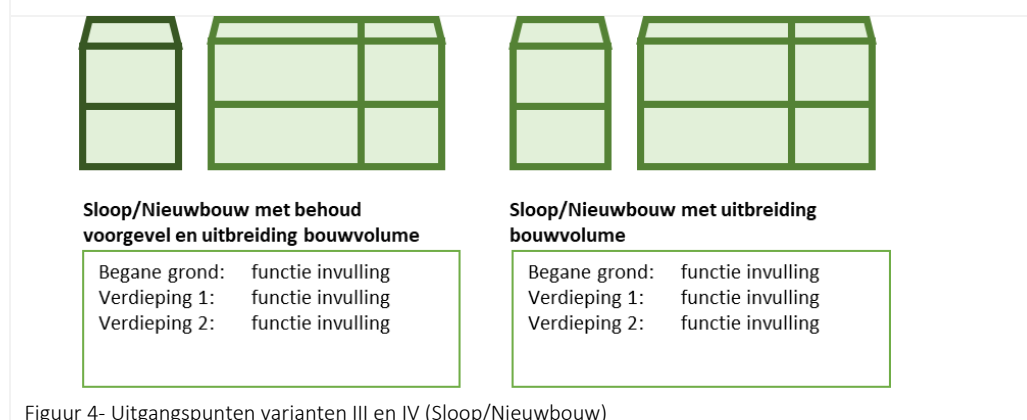 Sloop/Nieuwbouw met behoud
voorgevel en uitbreiding bouwvolume
Begane grond: functie invulling
Verdieping 1: functie invulling
Verdieping 2: functie invulling
Sloop/Nieuwbouw met uitbreiding
bouwvolume
Begane grond: functie invulling
Verdieping 1: functie invulling
Verdieping 2: functie invulling
Figuur 4- Uitgangspunten varianten III en IV (Sloop/Nieuwbouw)